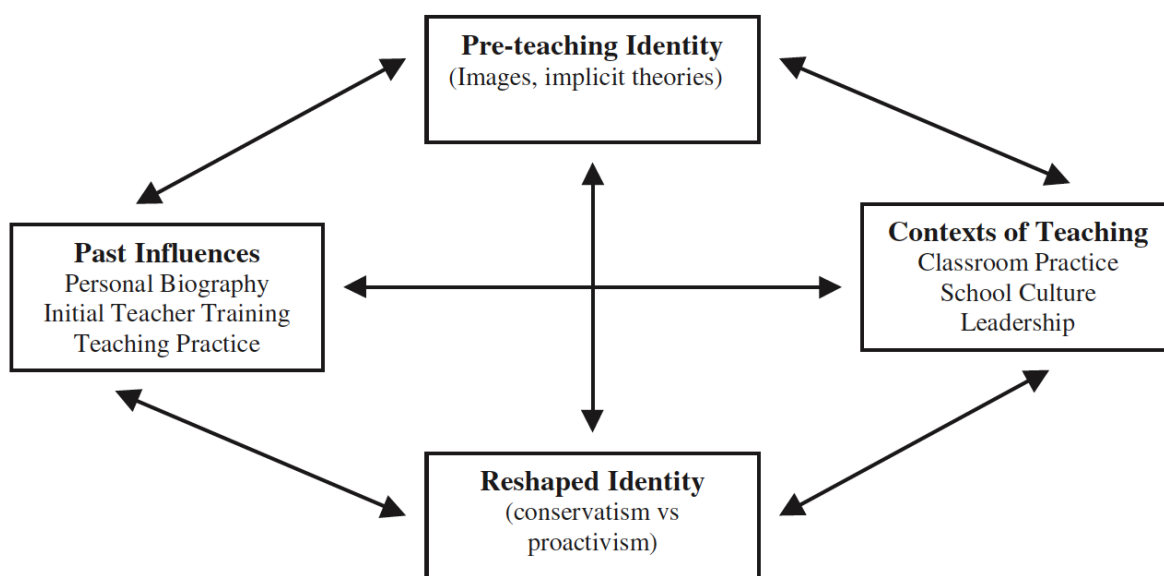 Pre-teaching Identity
(Images, implicit theories)
Past Influences
Personal Biography
Initial Teacher Training
Teaching Practice
Contexts of Teaching
Classroom Practice
School Culture
Leadership
Reshaped Identity
(conservatism vs
proactivism)